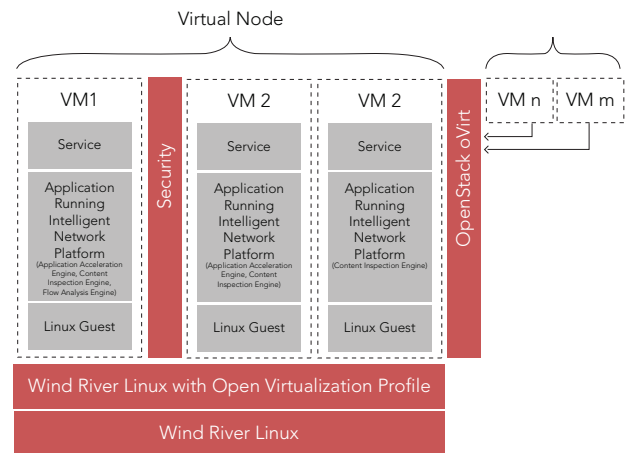 Virtual Node
VM1
Service
Application
Running
Intelligent
Network
Platform
(Application Acceleration
Engine, Content
Inspection Engine,
Flow Analysis Engine)
Linux Guest
Security
VM 2
Service
Application
Running
Intelligent
Network
Platform
(Application Acceleration
Engine, Content
Inspection Engine)
Linux Guest
VM 2
Service
Application
Running
Intelligent
Network
Platform
(Content Inspection Engine)
Linux Guest
OpenStack oVirt
VM n
VM m
Wind River Linux with Open Virtualization Profile
Wind River Linux